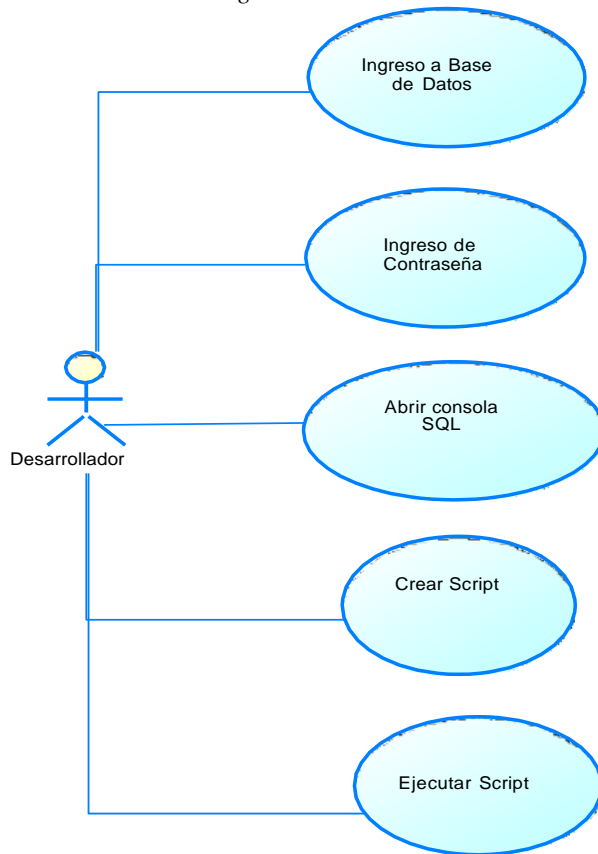 Ingreso a Base
de Datos
Ingreso de
Contraseña
Abrir consola
SQL
Desarrollador
Crear Script
Ejecutar Script